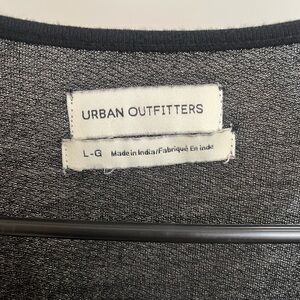 URBAN OUTFITTERS
L-G Made in India/Fabriqué En inde